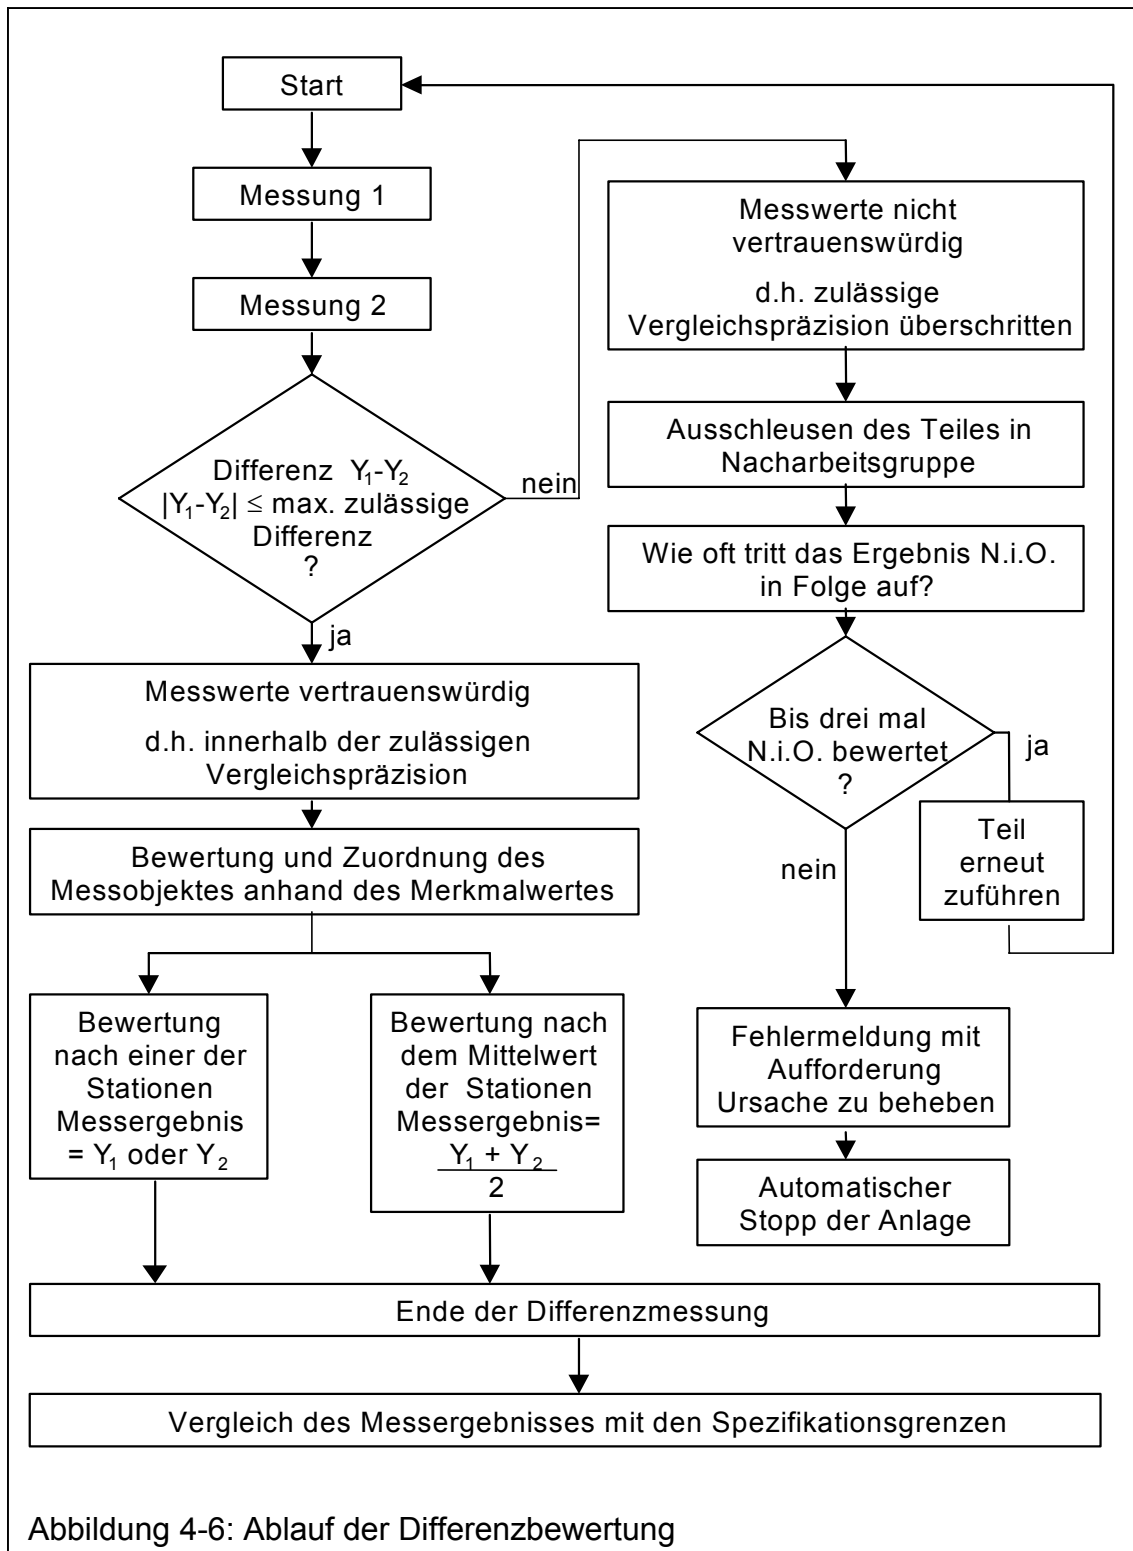 Start
Messung 1
Messung 2
Differenz Y₁-Y₂
|Y₁-Y₂| ≤ max. zulässige
Differenz
?
nein
ja
Messwerte vertrauenswürdig
d.h. innerhalb der zulässigen
Vergleichspräzision
Bewertung und Zuordnung des
Messobjektes anhand des Merkmalwertes
Bewertung
nach einer der
Stationen
Messergebnis
= Y₁ oder Y₂
Bewertung nach
dem Mittelwert
der Stationen
Messergebnis=
Y₁ + Y₂
2
Messwerte nicht
vertrauenswürdig
d.h. zulässige
Vergleichspräzision überschritten
Ausschleusen des Teiles in
Nacharbeitsgruppe
Wie oft tritt das Ergebnis N.i.O.
in Folge auf?
Bis drei mal
N.i.O. bewertet
?
ja
Teil
erneut
zuführen
nein
Fehlermeldung mit
Aufforderung
Ursache zu beheben
Automatischer
Stopp der Anlage
Ende der Differenzmessung
Vergleich des Messergebnisses mit den Spezifikationsgrenzen
Abbildung 4-6: Ablauf der Differenzbewertung